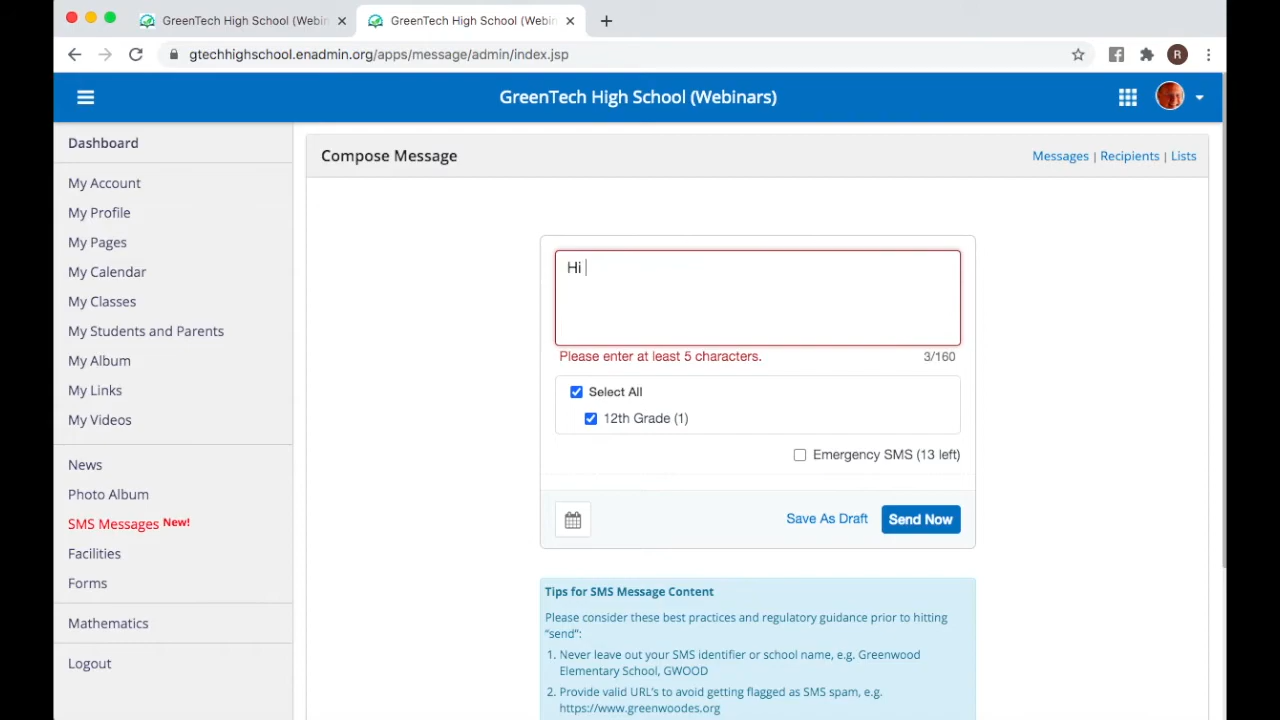 GreenTech High School (Webin
GreenTech High School (Webin
gtechhighschool.enadmin.org/apps/message/admin/index.jsp
R
GreenTech High School (Webinars)
Dashboard
My Account
My Profile
My Pages
My Calendar
My Classes
My Students and Parents
My Album
My Links
My Videos
News
Photo Album
SMS Messages New!
Facilities
Forms
Mathematics
Logout
Compose Message
Messages | Recipients | Lists
Hi
Please enter at least 5 characters. 3/160
Select All
12th Grade (1)
Emergency SMS (13 left)
Save As Draft Send Now
Tips for SMS Message Content
Please consider these best practices and regulatory guidance prior to hitting
"send":
1. Never leave out your SMS identifier or school name, e.g. Greenwood
Elementary School, GWOOD
2. Provide valid URL's to avoid getting flagged as SMS spam, e.g.
https://www.greenwoodes.org